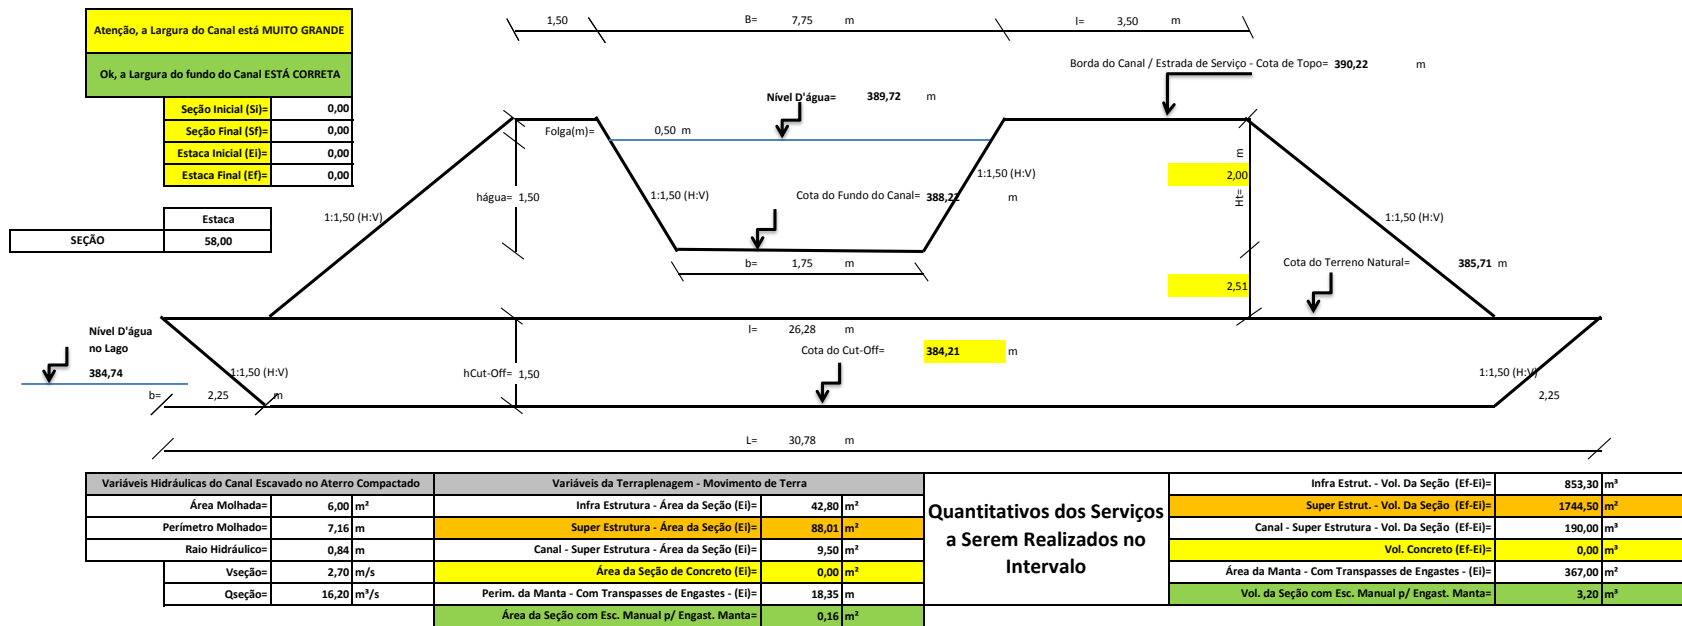 1,50
B= 7,75 m
l= 3,50 m
Atenção, a Largura do Canal está MUITO GRANDE
Ok, a Largura do fundo do Canal ESTÁ CORRETA
Borda do Canal / Estrada de Serviço - Cota de Topo= 390,22 m
Nível D'água= 389,72 m
Seção Inicial (Si)= 0,00
Seção Final (Sf)= 0,00
Estaca Inicial (Ei)= 0,00
Estaca Final (Ef)= 0,00
Folga(m)= 0,50 m
m
2,00
Ht=
1:1,50 (H:V)
hágua= 1,50
1:1,50 (H:V)
Cota do Fundo do Canal= 388,22 m
1:1,50 (H:V)
1:1,50 (H:V)
Estaca
SEÇÃO 58,00
b= 1,75 m
Cota do Terreno Natural= 385,71 m
2,51
Nível D'água
no Lago
384,74
l= 26,28 m
Cota do Cut-Off= 384,21 m
1:1,50 (H:V)
hCut-Off= 1,50
1:1,50 (H:V)
b= 2,25 m
2,25
L= 30,78 m
Variáveis Hidráulicas do Canal Escavado no Aterro Compactado
Área Molhada= 6,00 m²
Perímetro Molhado= 7,16 m
Raio Hidráulico= 0,84 m
Vseção= 2,70 m/s
Qseção= 16,20 m³/s
Variáveis da Terraplenagem - Movimento de Terra
Infra Estrutura - Área da Seção (Ei)= 42,80 m²
Super Estrutura - Área da Seção (Ei)= 88,01 m²
Canal - Super Estrutura - Área da Seção (Ei)= 9,50 m²
Área da Seção de Concreto (Ei)= 0,00 m²
Perim. da Manta - Com Transpasses de Engastes - (Ei)= 18,35 m
Área da Seção com Esc. Manual p/ Engast. Manta= 0,16 m²
Quantitativos dos Serviços
a Serem Realizados no
Intervalo
Infra Estrut. - Vol. Da Seção (Ef-Ei)= 853,30 m³
Super Estrut. - Vol. Da Seção (Ef-Ei)= 1744,50 m²
Canal - Super Estrutura - Vol. Da Seção (Ef-Ei)= 190,00 m³
Vol. Concreto (Ef-Ei)= 0,00 m³
Área da Manta - Com Transpasses de Engastes - (Ei)= 367,00 m²
Vol. da Seção com Esc. Manual p/ Engast. Manta= 3,20 m³